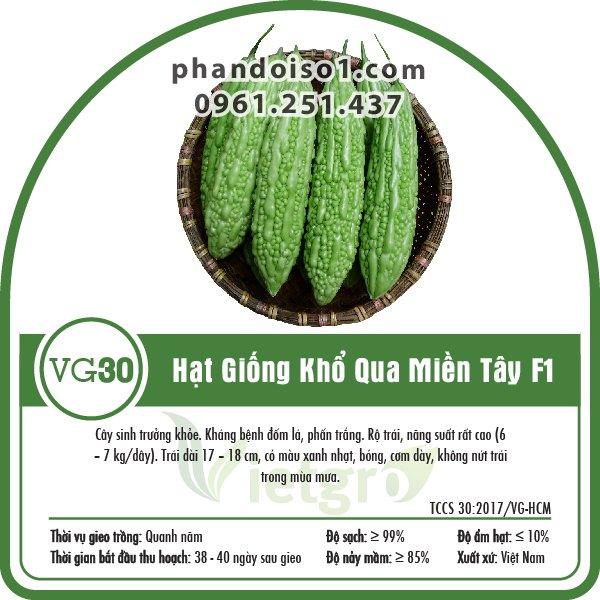 phandoiso1.com
0961.251.437
VG30
Hạt Giống Khổ Qua Miền Tây F1
Cây sinh trưởng khỏe. Kháng bệnh đốm lá, phấn trắng. Rộ trái, năng suất rất cao (6
– 7 kg/dây). Trái dài 17 – 18 cm, có màu xanh nhạt, bóng, cơm dày, không nứt trái
trong mùa mưa.
Vietgro
TCCS 30:2017/VG-HCM
Thời vụ gieo trồng: Quanh năm Độ sạch: ≥ 99% Độ ẩm hạt: ≤ 10%
Thời gian bắt đầu thu hoạch: 38 - 40 ngày sau gieo Độ nảy mầm: ≥ 85% Xuất xứ: Việt Nam